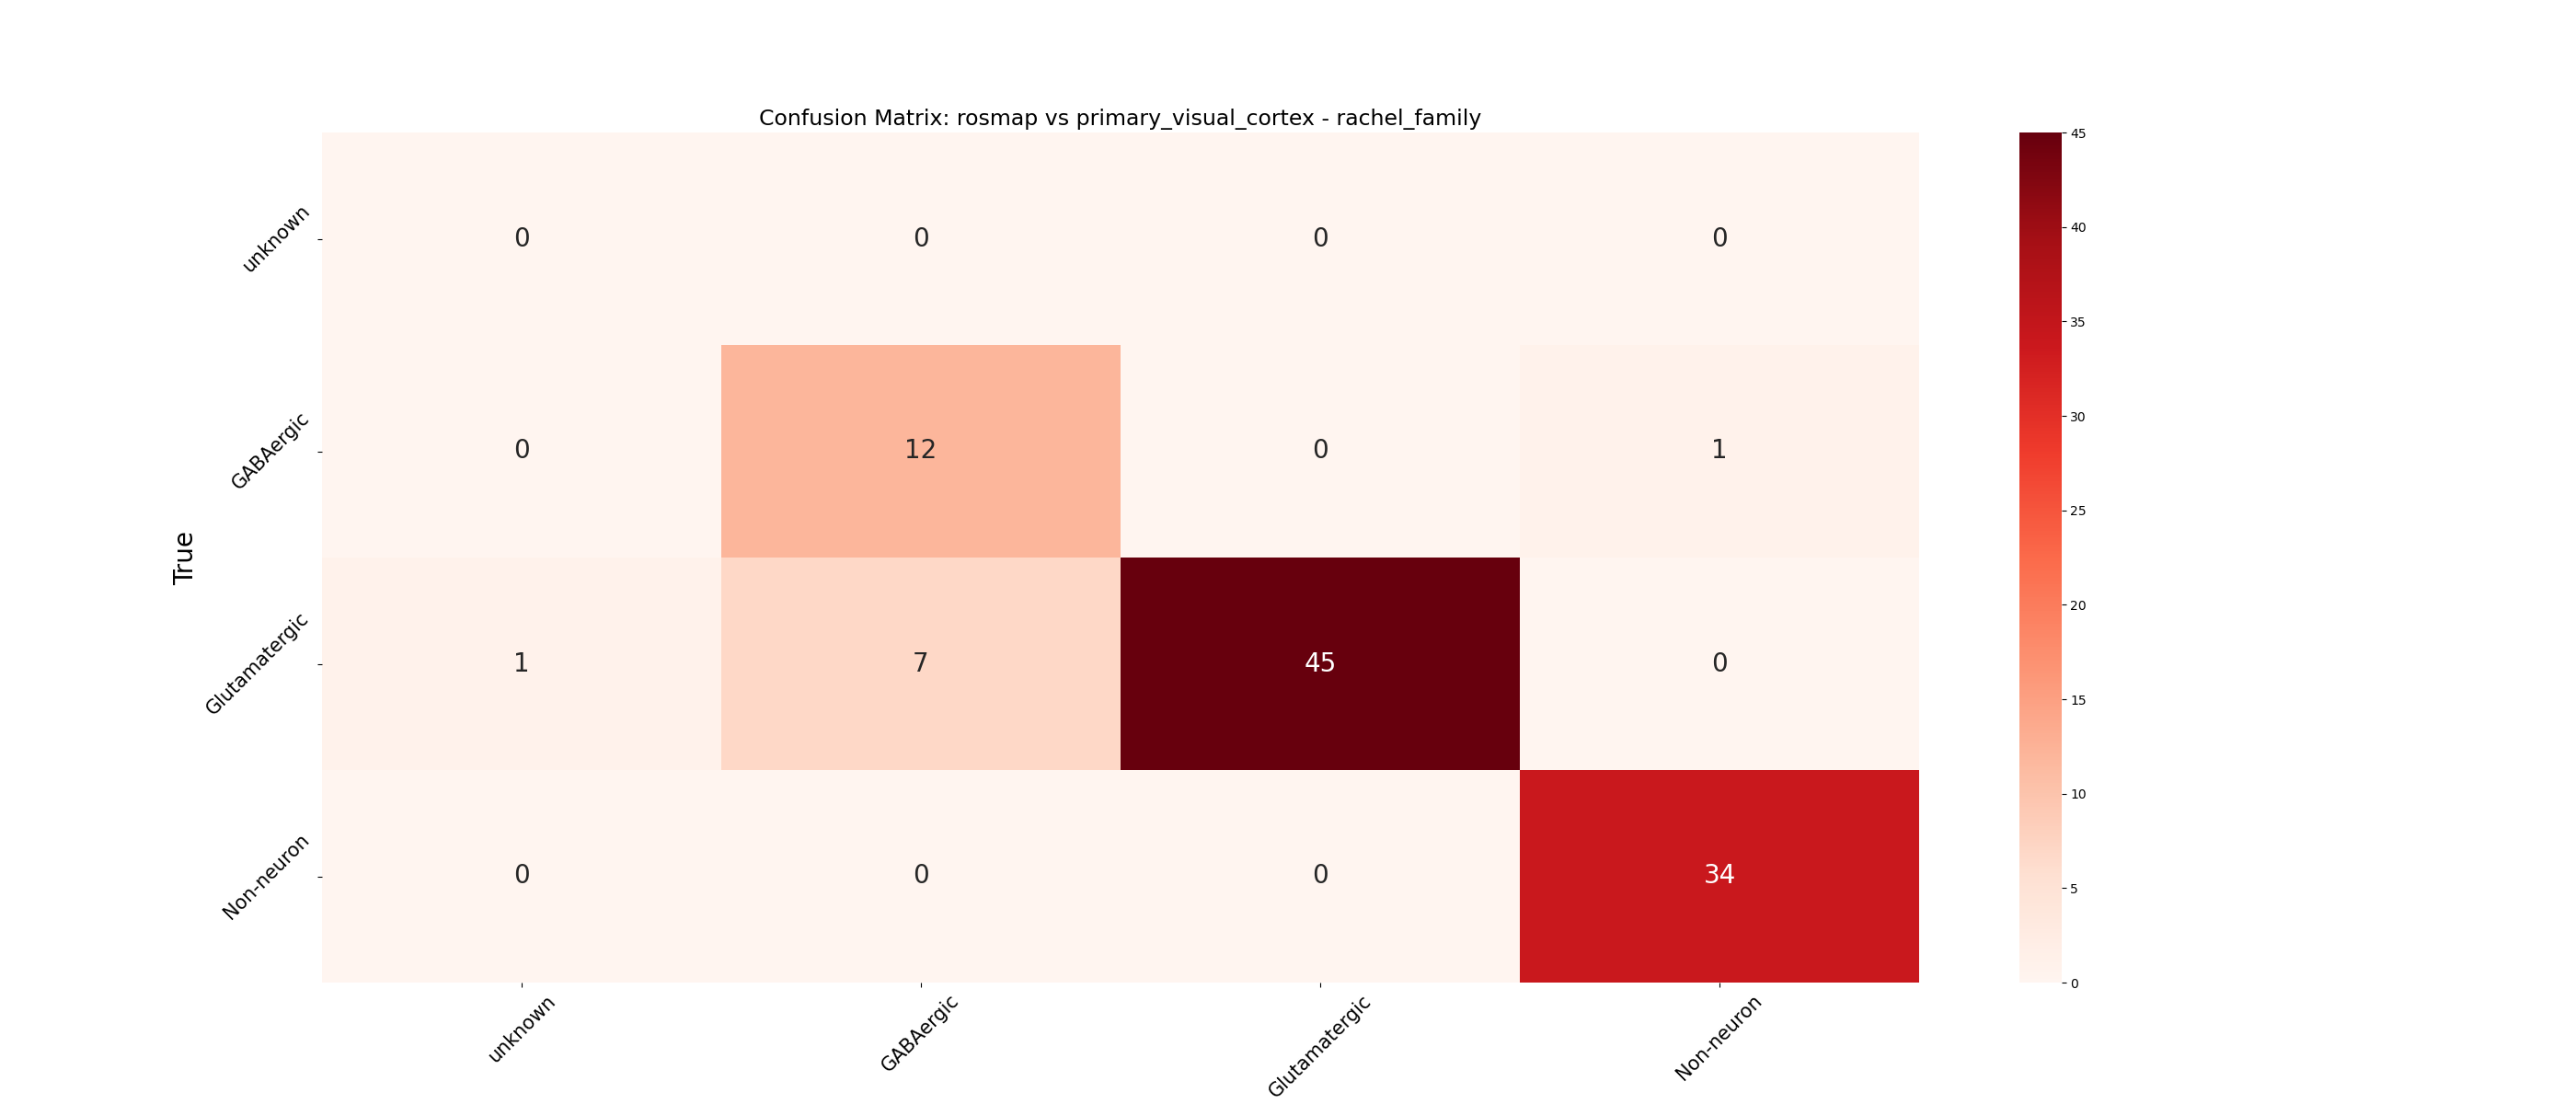 Confusion Matrix: rosmap vs primary_visual_cortex - rachel_family
True
unknown 0 0 0 0
GABAergic 0 12 0 1
Glutamatergic 1 7 45 0
Non-neuron 0 0 0 34
unknown GABAergic Glutamatergic Non-neuron
45
40
35
30
25
20
15
10
5
0